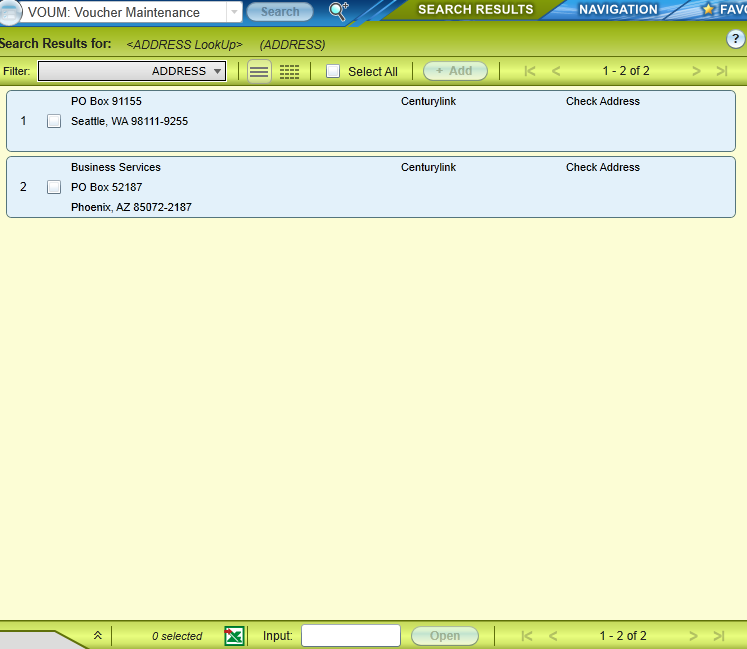 VOUM: Voucher Maintenance Search SEARCH RESULTS NAVIGATION FAVO
Search Results for: <ADDRESS LookUp> (ADDRESS) ?
Filter: ADDRESS Select All + Add 1 - 2 of 2
PO Box 91155 Centurylink Check Address
1 Seattle, WA 98111-9255
Business Services Centurylink Check Address
2 PO Box 52187
Phoenix, AZ 85072-2187
0 selected Input: Open 1 - 2 of 2